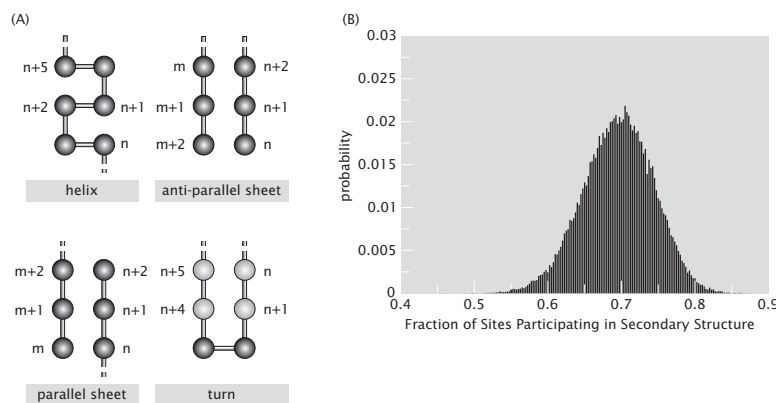 (A)
n+5
n+2
n+1
n
helix
m
n+2
m+1
n+1
m+2
n
anti-parallel sheet
m+2
n+2
m+1
n+1
m
n
parallel sheet
n+5
n
n+4
n+1
turn
(B)
0.03
0.025
0.02
0.015
0.01
0.005
0
probability
0.4 0.5 0.6 0.7 0.8 0.9
Fraction of Sites Participating in Secondary Structure